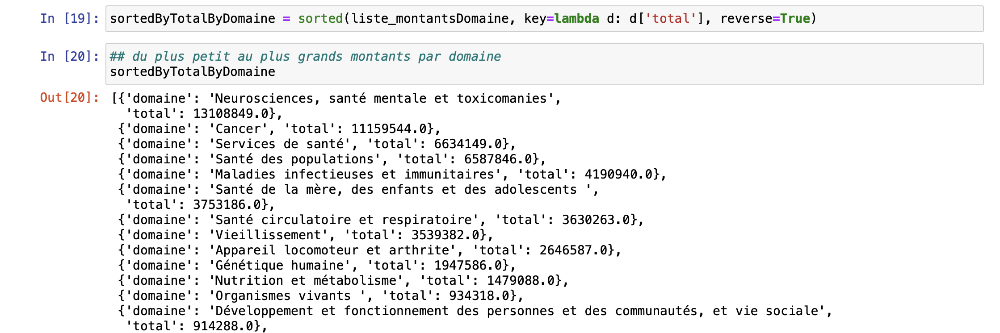 In [19]: sortedByTotalByDomaine = sorted(liste_montantsDomaine, key=lambda d: d['total'], reverse=True)
In [20]: ## du plus petit au plus grands montants par domaine
sortedByTotalByDomaine
Out[20]: [{'domaine': 'Neurosciences, santé mentale et toxicomanies',
'total': 13108849.0},
{'domaine': 'Cancer', 'total': 11159544.0},
{'domaine': 'Services de santé', 'total': 6634149.0},
{'domaine': 'Santé des populations', 'total': 6587846.0},
{'domaine': 'Maladies infectieuses et immunitaires', 'total': 4190940.0},
{'domaine': 'Santé de la mère, des enfants et des adolescents ',
'total': 3753186.0},
{'domaine': 'Santé circulatoire et respiratoire', 'total': 3630263.0},
{'domaine': 'Vieillissement', 'total': 3539382.0},
{'domaine': 'Appareil locomoteur et arthrite', 'total': 2646587.0},
{'domaine': 'Génétique humaine', 'total': 1947586.0},
{'domaine': 'Nutrition et métabolisme', 'total': 1479088.0},
{'domaine': 'Organismes vivants ', 'total': 934318.0},
{'domaine': 'Développement et fonctionnement des personnes et des communautés, et vie sociale',
'total': 914288.0},